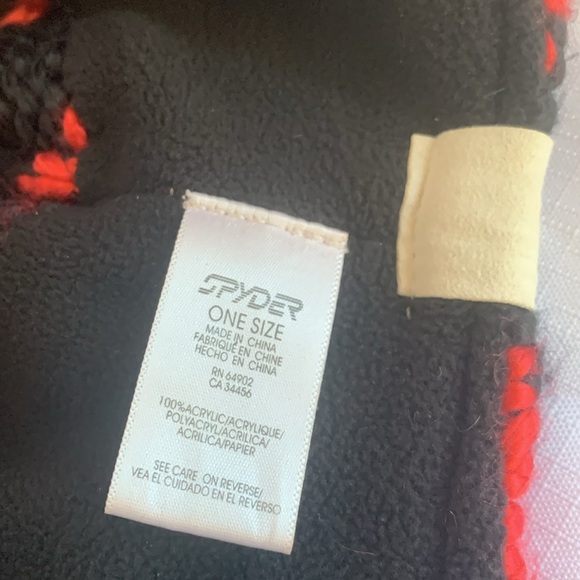 SPYDER
ONE SIZE
MADE IN CHINA
FABRIQUÉ EN CHINE
HECHO EN CHINA
RN 64902
CA 34456
100%ACRYLIC/ACRYLIQUE/
POLYACRYL/ACRILICA/
ACRILICA/PAPIER
SEE CARE ON REVERSE/
VEA EL CUIDADO EN EL REVERSO